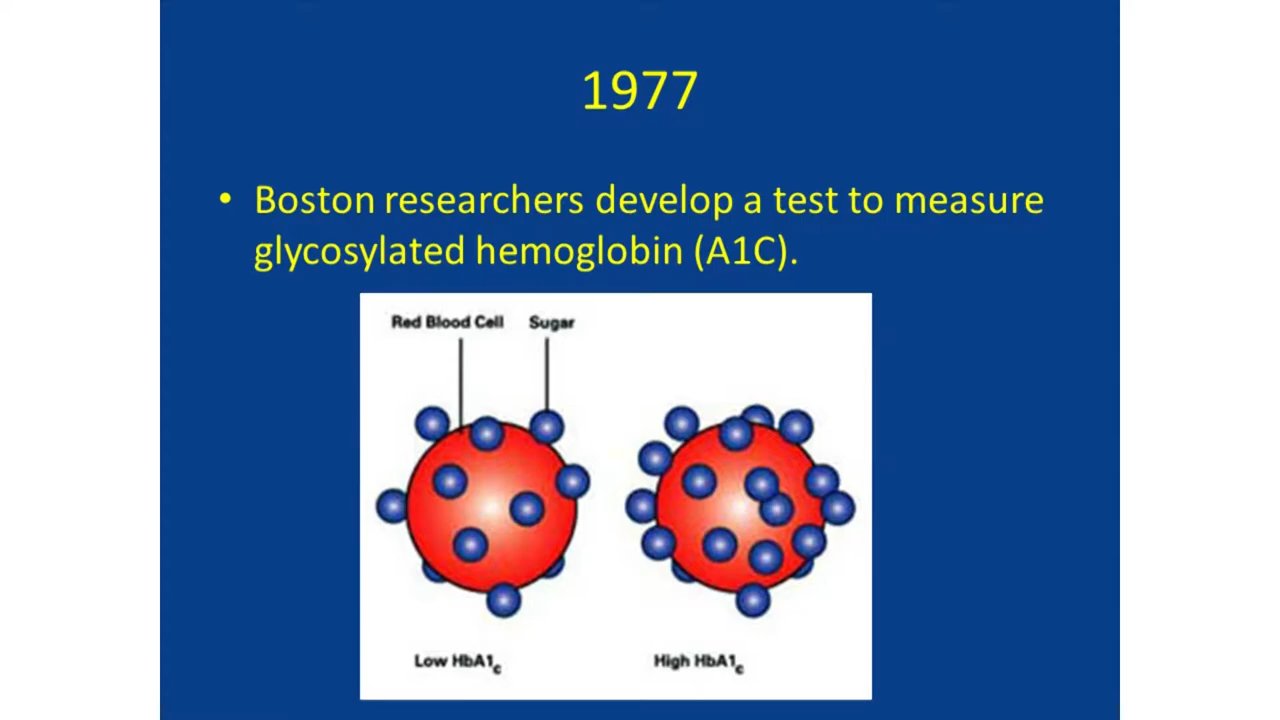 1977
• Boston researchers develop a test to measure
glycosylated hemoglobin (A1C).
Red Blood Cell Sugar
Low HbA1c High HbA1c